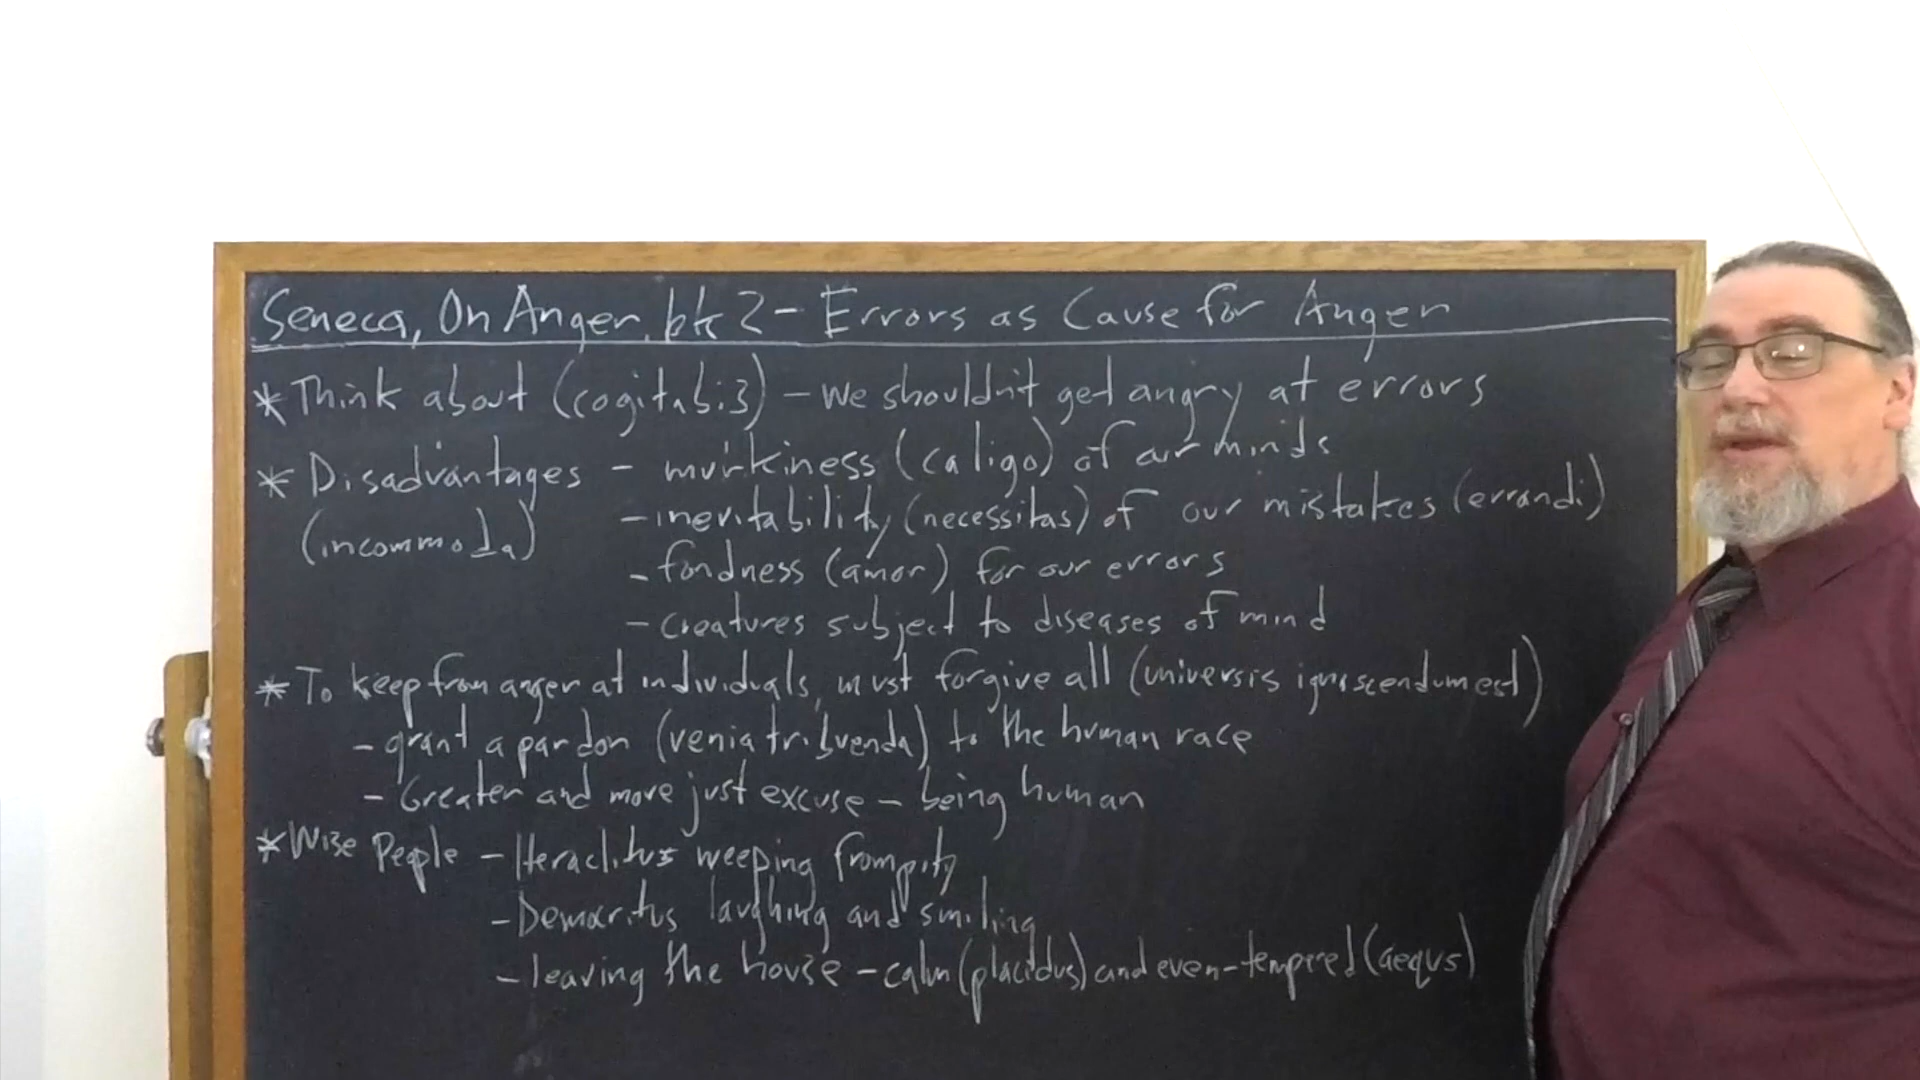 Seneca, On Anger, bk 2 - Errors as Cause for Anger
* Think about (cogitabis) - we shouldn't get angry at errors
* Disadvantages - murkiness (caligo) of our minds
(incommoda) - inevitability (necessitas) of our mistakes (errandi)
- fondness (amor) for our errors
- creatures subject to diseases of mind
* To keep from anger at individuals, must forgive all (universis ignoscendum est)
- grant a pardon (venia tribuenda) to the human race
- Greater and more just excuse - being human
* Wise People - Heraclitus weeping from pity
- Democritus laughing and smiling
- leaving the house - calm (placidus) and even-tempered (aequs)